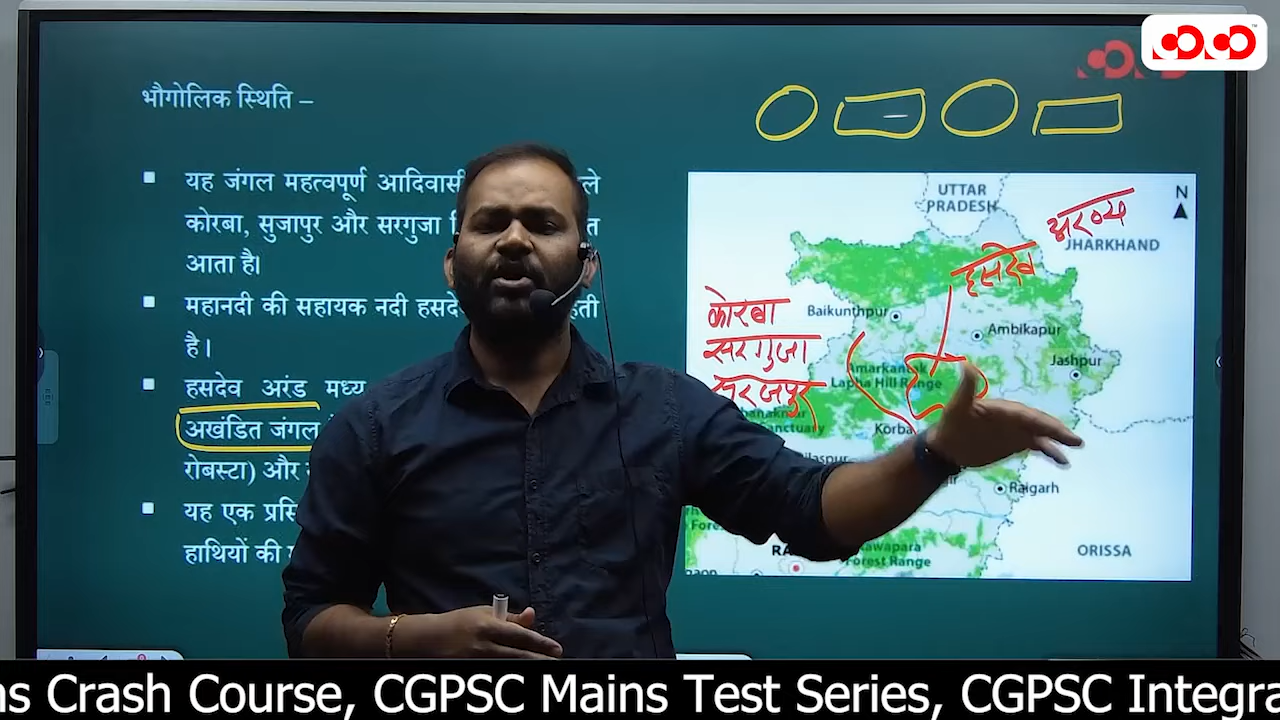 भौगोलिक स्थिति –
यह जंगल महत्वपूर्ण आदिवासी
कोरबा, सुजापुर और सरगुजा
आता है।
महानदी की सहायक नदी हसदे
है।
हसदेव अरंड मध्य
अखंडित जंगल
रोबस्टा) और
यह एक प्रसि
हाथियों की
UTTAR
PRADESH
N
अरण्य
JHARKHAND
हसदेव
कोरबा
Baikunthpur
सरगुजा
Ambikapur
Jashpur
Amarkantak
Lapha Hill Range
सूरजपुर
Sanctuary
Korba
Raigarh
ORISSA
Forest Range
ns Crash Course, CGPSC Mains Test Series, CGPSC Integra